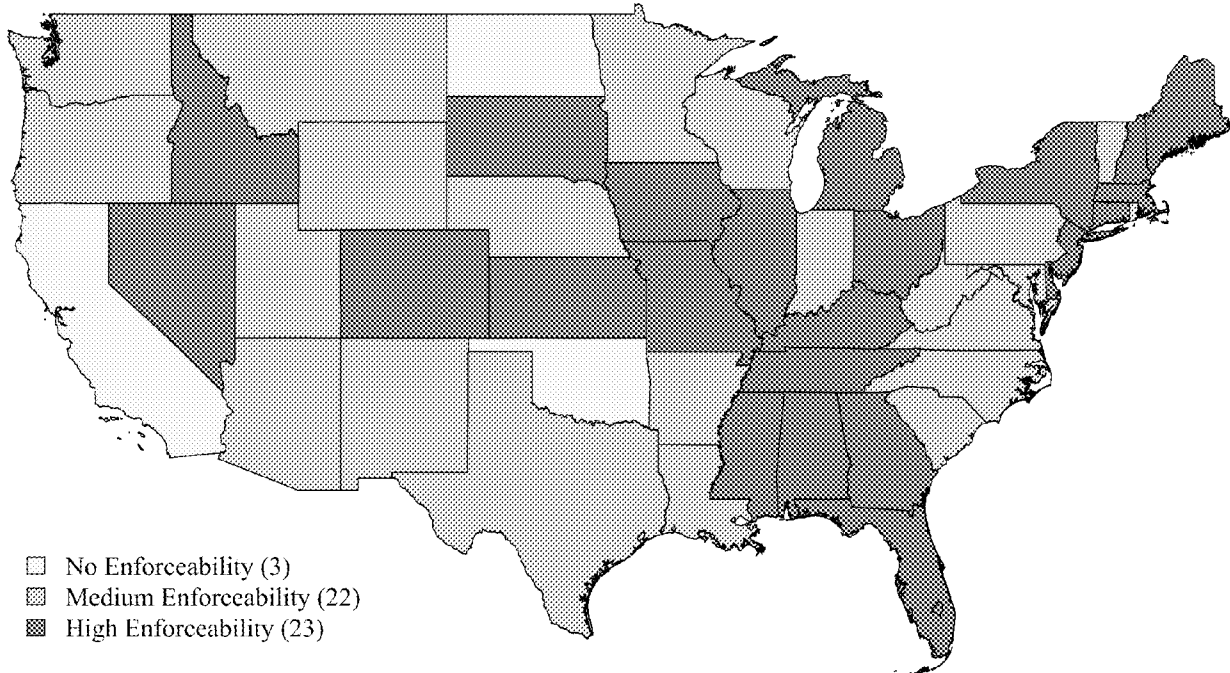 No Enforceability (3)
Medium Enforceability (22)
High Enforceability (23)